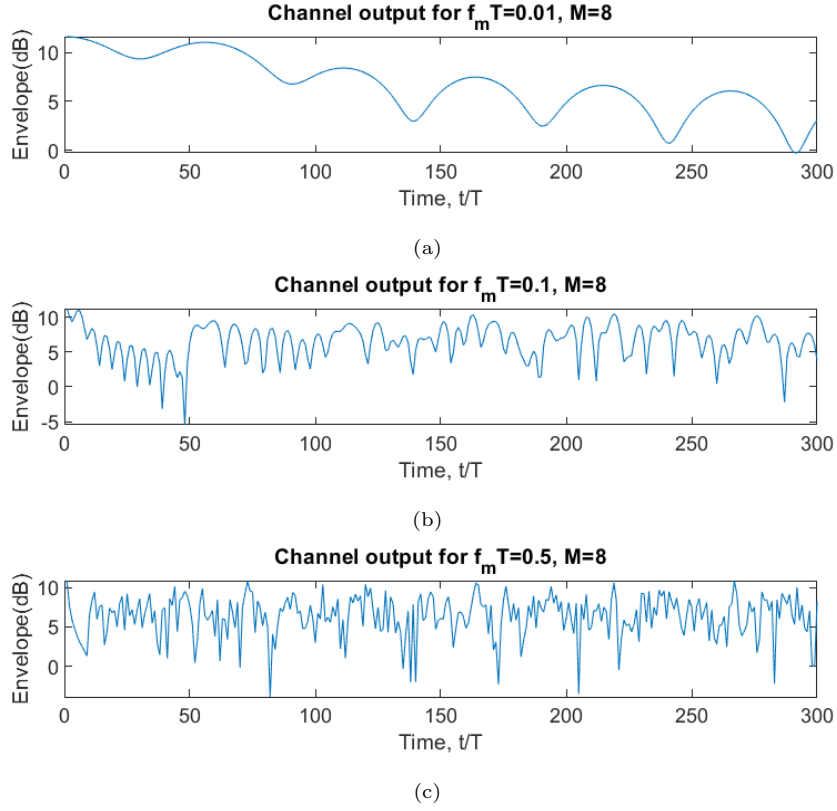 Channel output for f_mT=0.01, M=8
Envelope(dB)
10
5
0
0 50 100 150 200 250 300
Time, t/T
(a)
Channel output for f_mT=0.1, M=8
Envelope(dB)
10
5
0
-5
0 50 100 150 200 250 300
Time, t/T
(b)
Channel output for f_mT=0.5, M=8
Envelope(dB)
10
5
0
0 50 100 150 200 250 300
Time, t/T
(c)